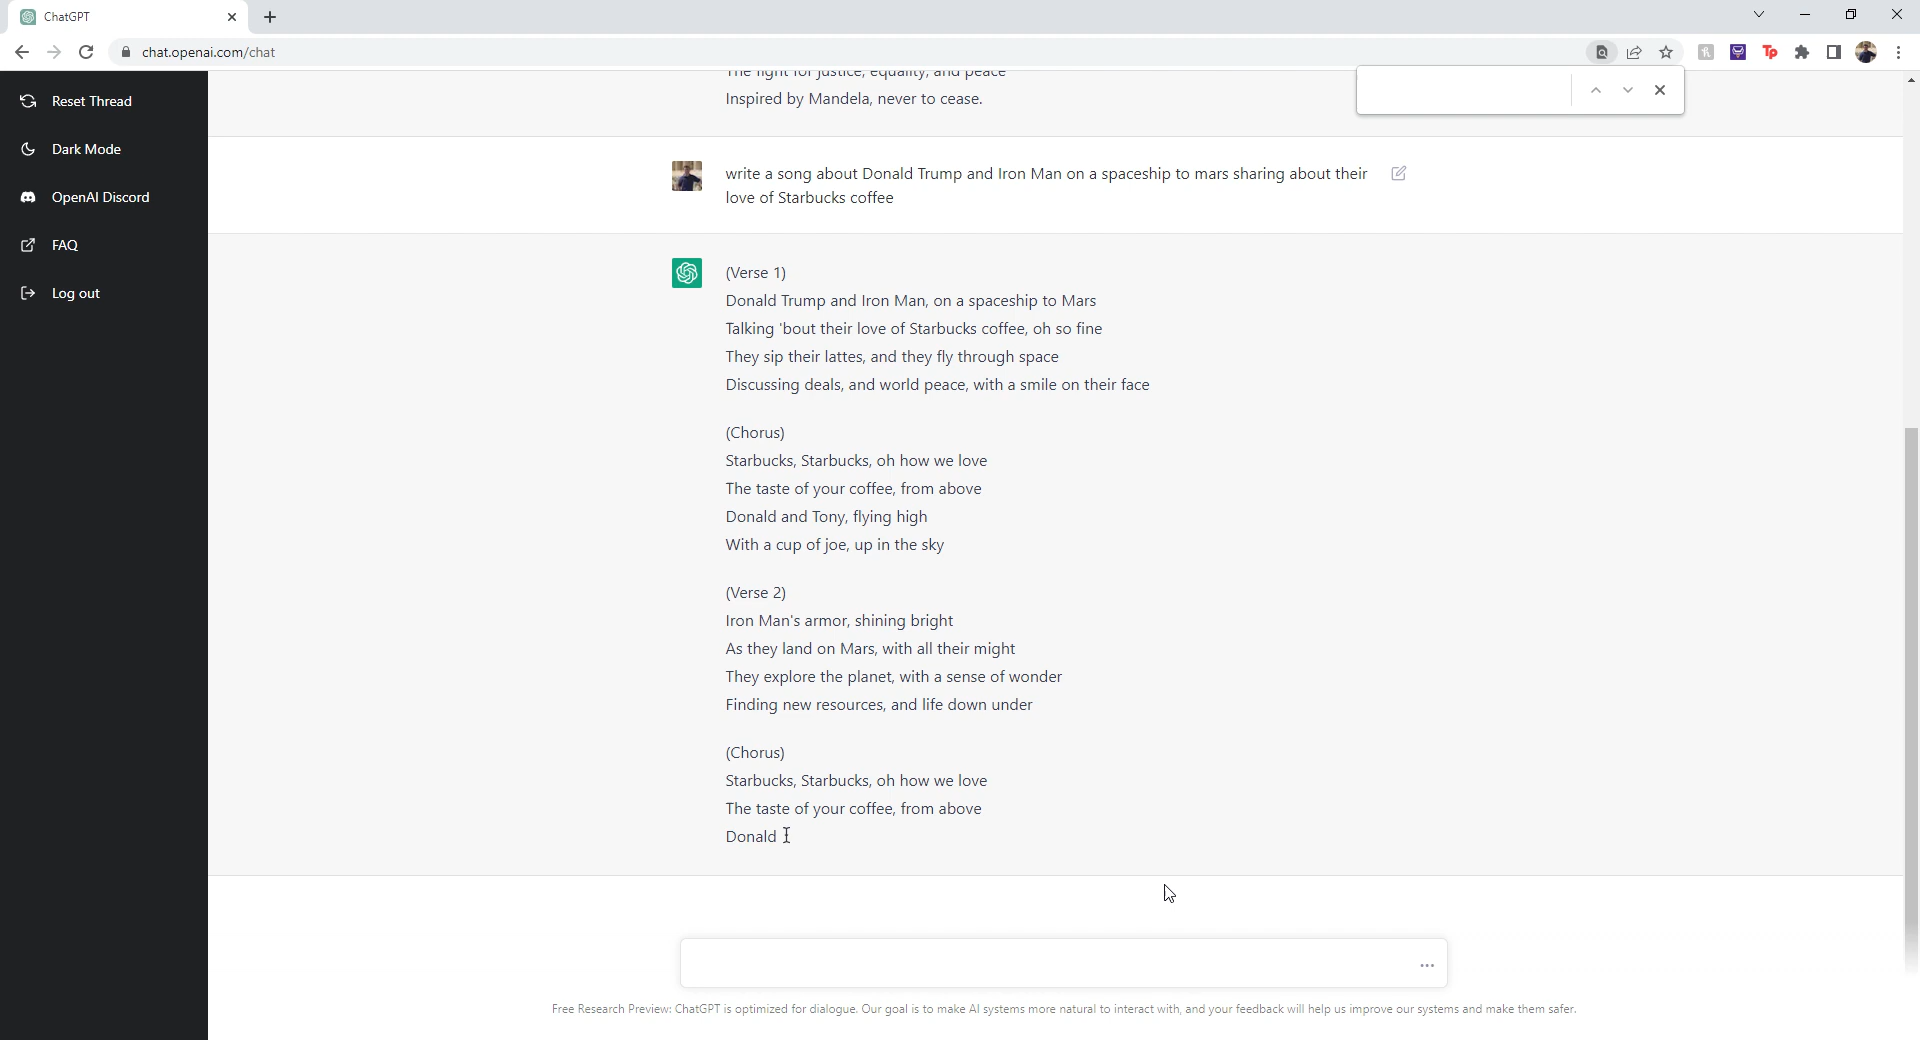 ChatGPT
chat.openai.com/chat
Tp
Reset Thread
Dark Mode
OpenAI Discord
FAQ
Log out
The fight for justice, equality, and peace
Inspired by Mandela, never to cease.
write a song about Donald Trump and Iron Man on a spaceship to mars sharing about their
love of Starbucks coffee
(Verse 1)
Donald Trump and Iron Man, on a spaceship to Mars
Talking 'bout their love of Starbucks coffee, oh so fine
They sip their lattes, and they fly through space
Discussing deals, and world peace, with a smile on their face
(Chorus)
Starbucks, Starbucks, oh how we love
The taste of your coffee, from above
Donald and Tony, flying high
With a cup of joe, up in the sky
(Verse 2)
Iron Man's armor, shining bright
As they land on Mars, with all their might
They explore the planet, with a sense of wonder
Finding new resources, and life down under
(Chorus)
Starbucks, Starbucks, oh how we love
The taste of your coffee, from above
Donald
...
Free Research Preview: ChatGPT is optimized for dialogue. Our goal is to make AI systems more natural to interact with, and your feedback will help us improve our systems and make them safer.